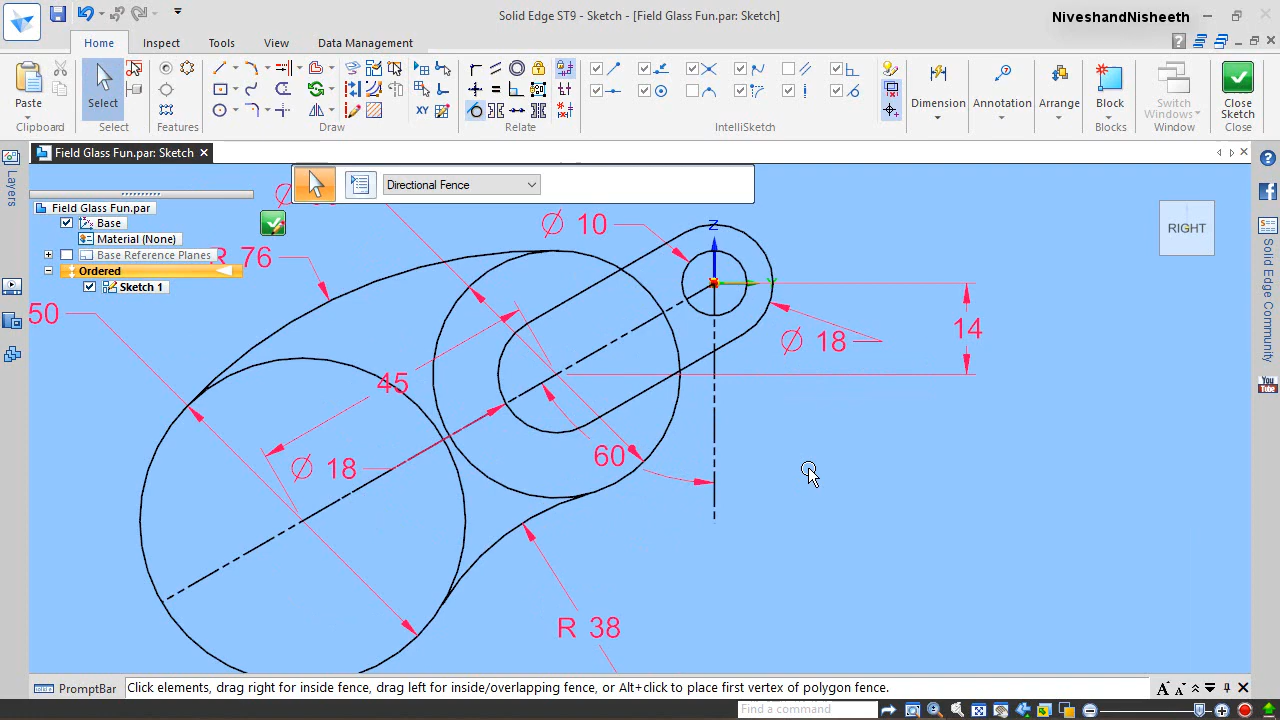 Solid Edge ST9 - Sketch - [Field Glass Fun.par: Sketch]
NiveshandNisheeth
Home
Inspect
Tools
View
Data Management
Paste
Select
Dimension
Annotation
Arrange
Block
Switch
Windows
Close
Sketch
Clipboard
Select
Features
Draw
Relate
IntelliSketch
Blocks
Window
Close
Field Glass Fun.par: Sketch
Layers
Directional Fence
Field Glass Fun.par
Base
Material (None)
Base Reference Planes
Ordered
Sketch 1
R 76
Ø 10
Z
Y
RIGHT
50
14
Ø 18
45
60
Ø 18
R 38
Solid Edge Community
You
Tube
PromptBar
Click elements, drag right for inside fence, drag left for inside/overlapping fence, or Alt+click to place first vertex of polygon fence.
Find a command